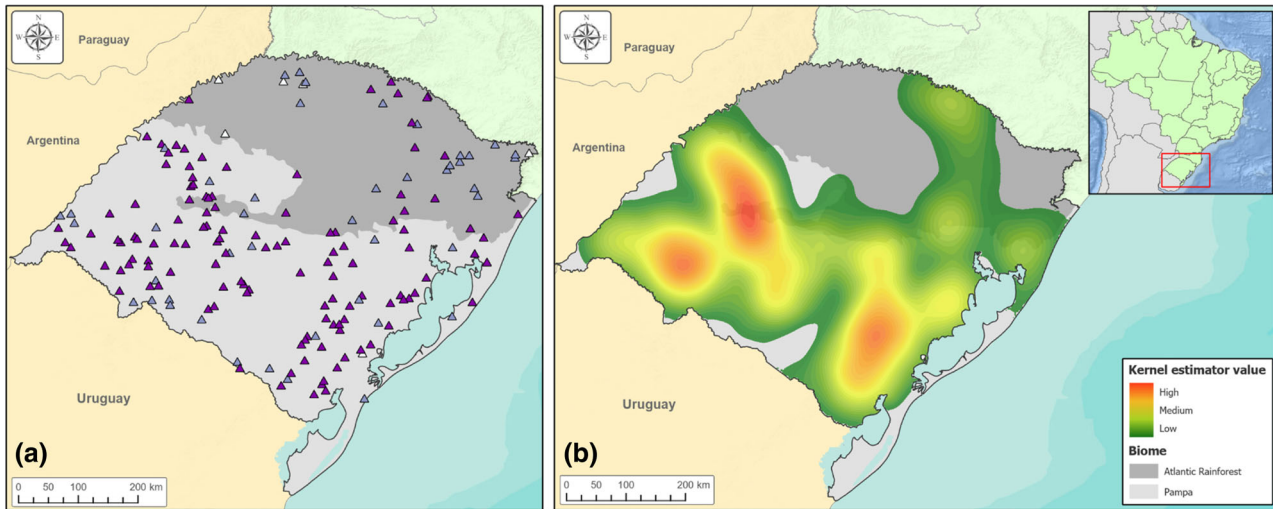 N
W E
S
Paraguay
Argentina
Uruguay
(a)
0 50 100 200 km
N
W E
S
Paraguay
Argentina
Uruguay
(b)
0 50 100 200 km
Kernel estimator value
High
Medium
Low
Biome
Atlantic Rainforest
Pampa